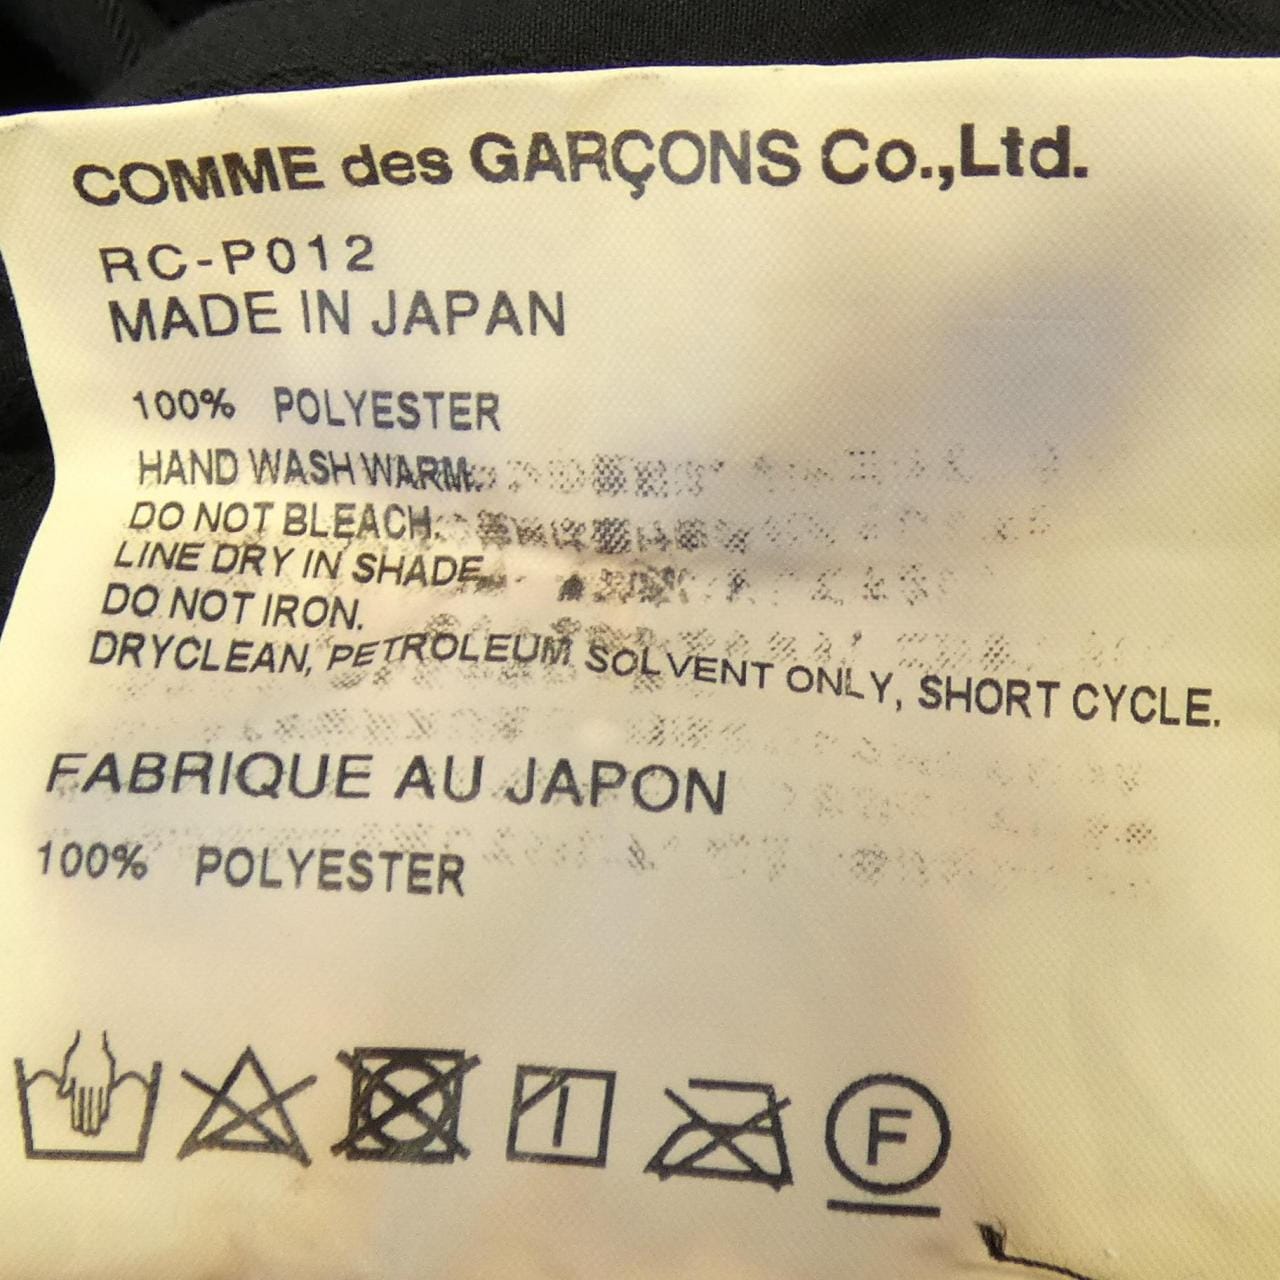 COMME des GARÇONS Co.,Ltd.
RC-P012
MADE IN JAPAN
100% POLYESTER
HAND WASH WARM.
DO NOT BLEACH.
LINE DRY IN SHADE.
DO NOT IRON.
DRYCLEAN, PETROLEUM SOLVENT ONLY, SHORT CYCLE.
FABRIQUE AU JAPON
100% POLYESTER
F